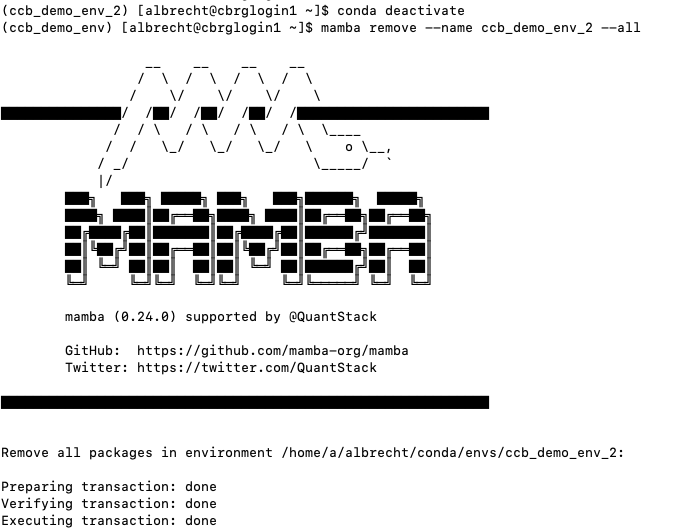 (ccb_demo_env_2) [albrecht@cbrglogin1 ~]$ conda deactivate
(ccb_demo_env) [albrecht@cbrglogin1 ~]$ mamba remove --name ccb_demo_env_2 --all
MAMBA
mamba (0.24.0) supported by @QuantStack
GitHub: https://github.com/mamba-org/mamba
Twitter: https://twitter.com/QuantStack
Remove all packages in environment /home/a/albrecht/conda/envs/ccb_demo_env_2:
Preparing transaction: done
Verifying transaction: done
Executing transaction: done